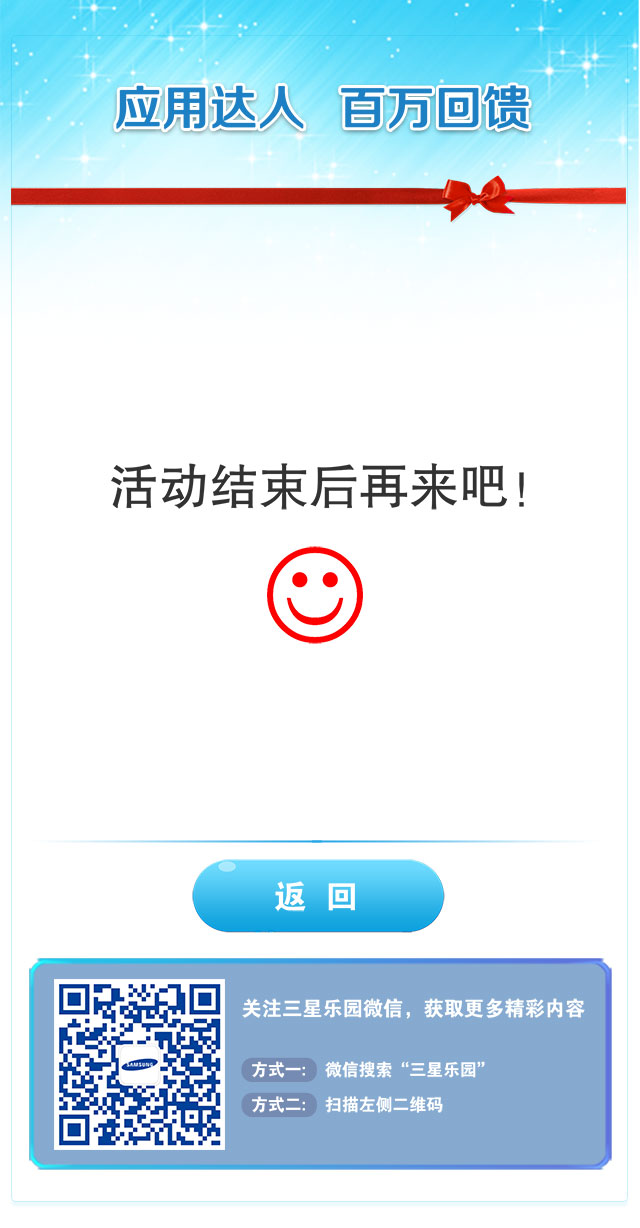 应用达人 百万回馈
活动结束后再来吧!
返 回
关注三星乐园微信，获取更多精彩内容
SAMSUNG
方式一: 微信搜索“三星乐园”
方式二: 扫描左侧二维码